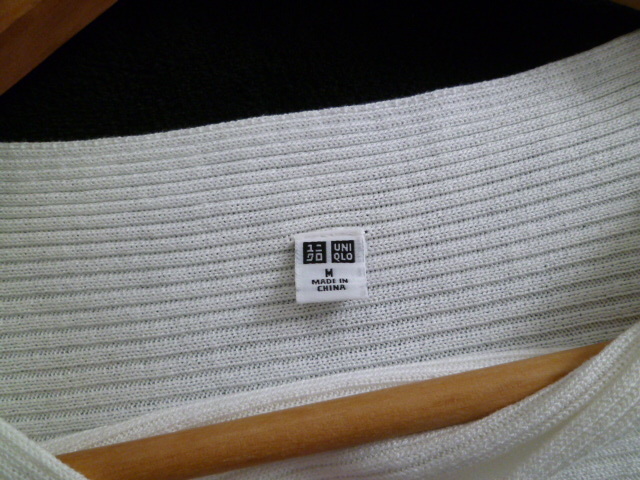 ユニ UNI
クロ QLO
M
MADE IN
CHINA